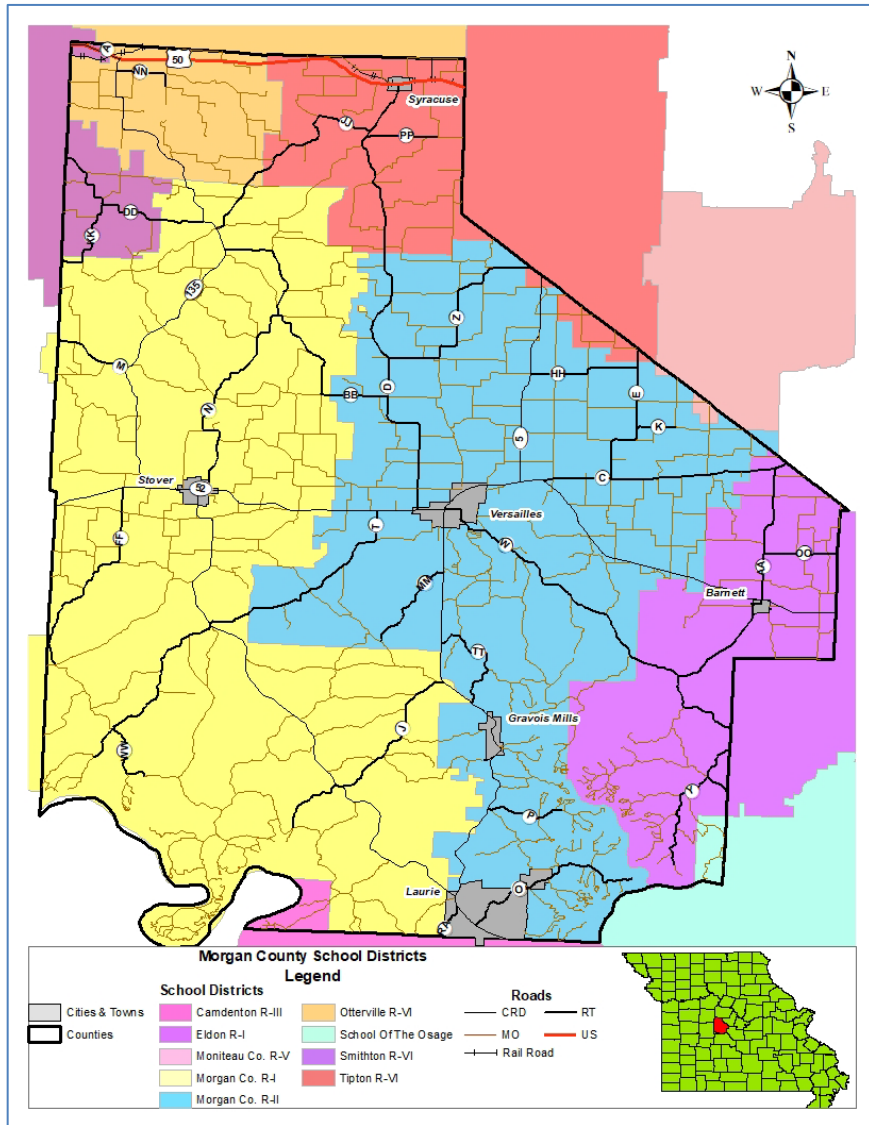 A
50
NN
N
W
E
S
Syracuse
JJ
PP
DD
KK
135
Z
M
HH
BB
D
E
N
K
5
C
Stover
52
Versailles
T
FF
W
OO
AA
MM
Barnett
TT
Gravois Mills
J
WW
Y
P
Laurie
O
RA
Morgan County School Districts
Legend
School Districts
Roads
Cities & Towns
Counties
Camdenton R-III
Eldon R-I
Moniteau Co. R-V
Morgan Co. R-I
Morgan Co. R-II
Otterville R-VI
School Of The Osage
Smithton R-VI
Tipton R-VI
CRD
MO
Rail Road
RT
US